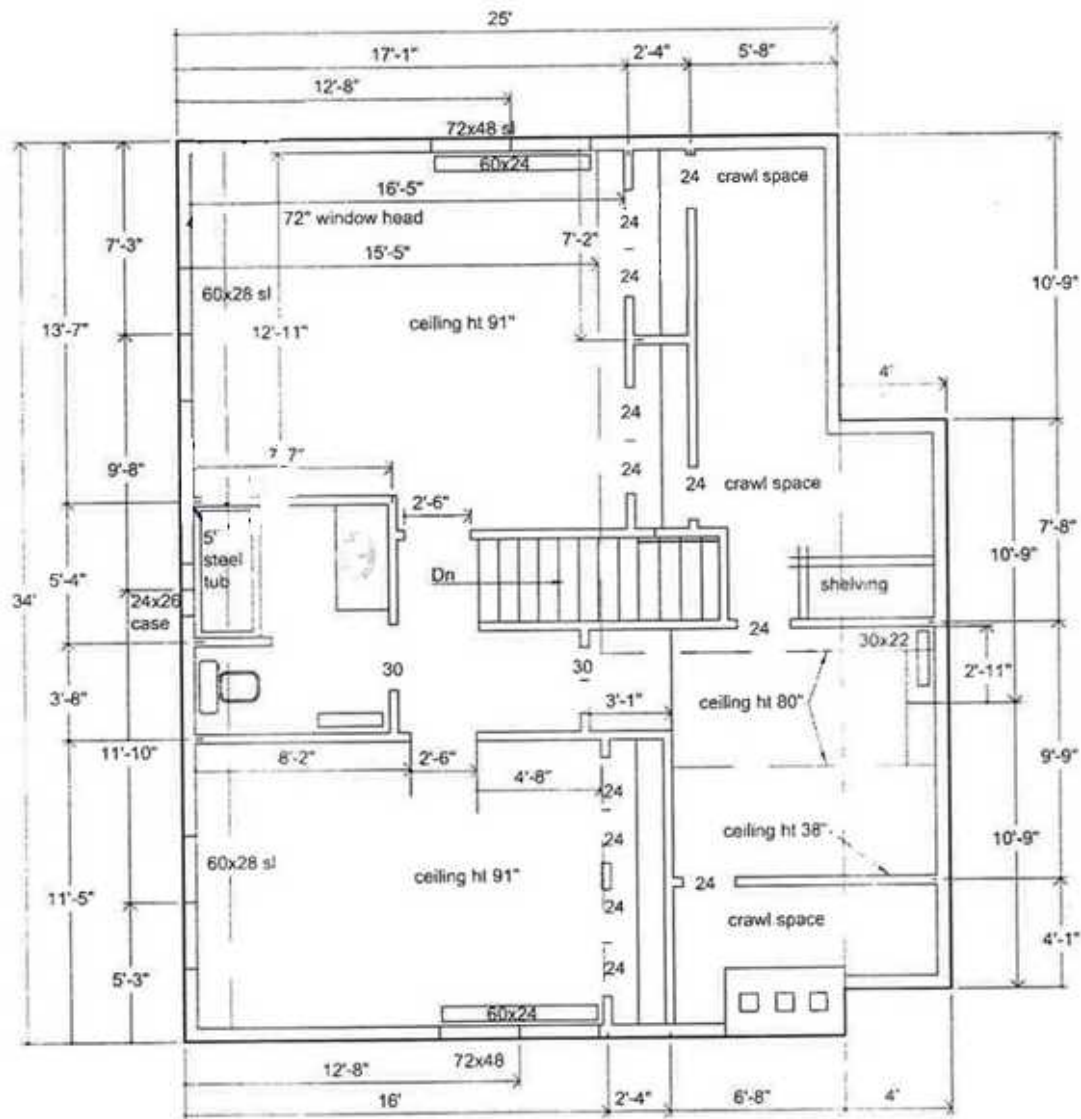 25'
17'-1"
2'-4"
5'-8"
12'-8"
72x48 sl
60x24
24
crawl space
16'-5"
72" window head
24
7'-2"
7'-3"
15'-5"
24
60x28 sl
10'-9"
13'-7"
12'-11"
ceiling ht 91"
4'
24
9'-8"
24
24
crawl space
2'-6"
7'-8"
10'-9"
5'
steel
tub
5'-4"
Dn
34'
24x26
case
shelving
24
30x22
30
30
2'-11"
3'-1"
ceiling ht 80"
11'-10"
8'-2"
2'-6"
4'-8"
9'-9"
24
24
ceiling ht 38"
10'-9"
60x28 sl
ceiling ht 91"
11'-5"
24
24
crawl space
4'-1"
5'-3"
24
60x24
72x48
12'-8"
16'
2'-4"
6'-8"
4'